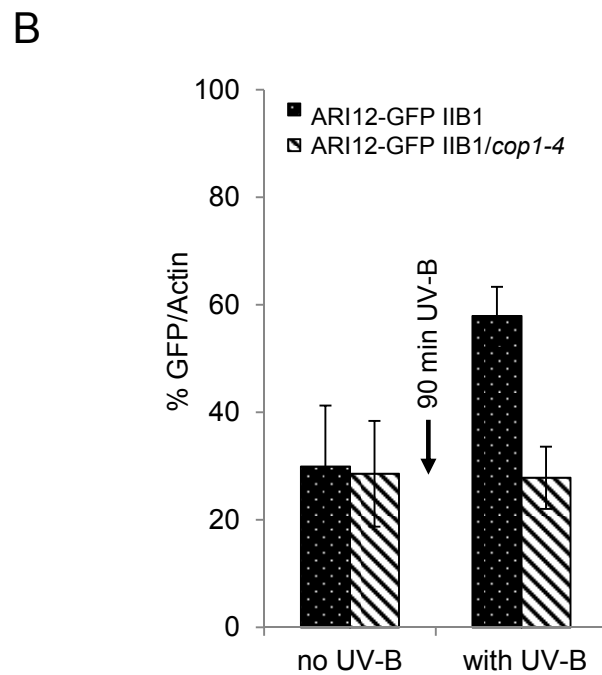 B
100
80
60
40
20
0
% GFP/Actin
ARI12-GFP IIB1
ARI12-GFP IIB1/cop1-4
90 min UV-B
no UV-B
with UV-B